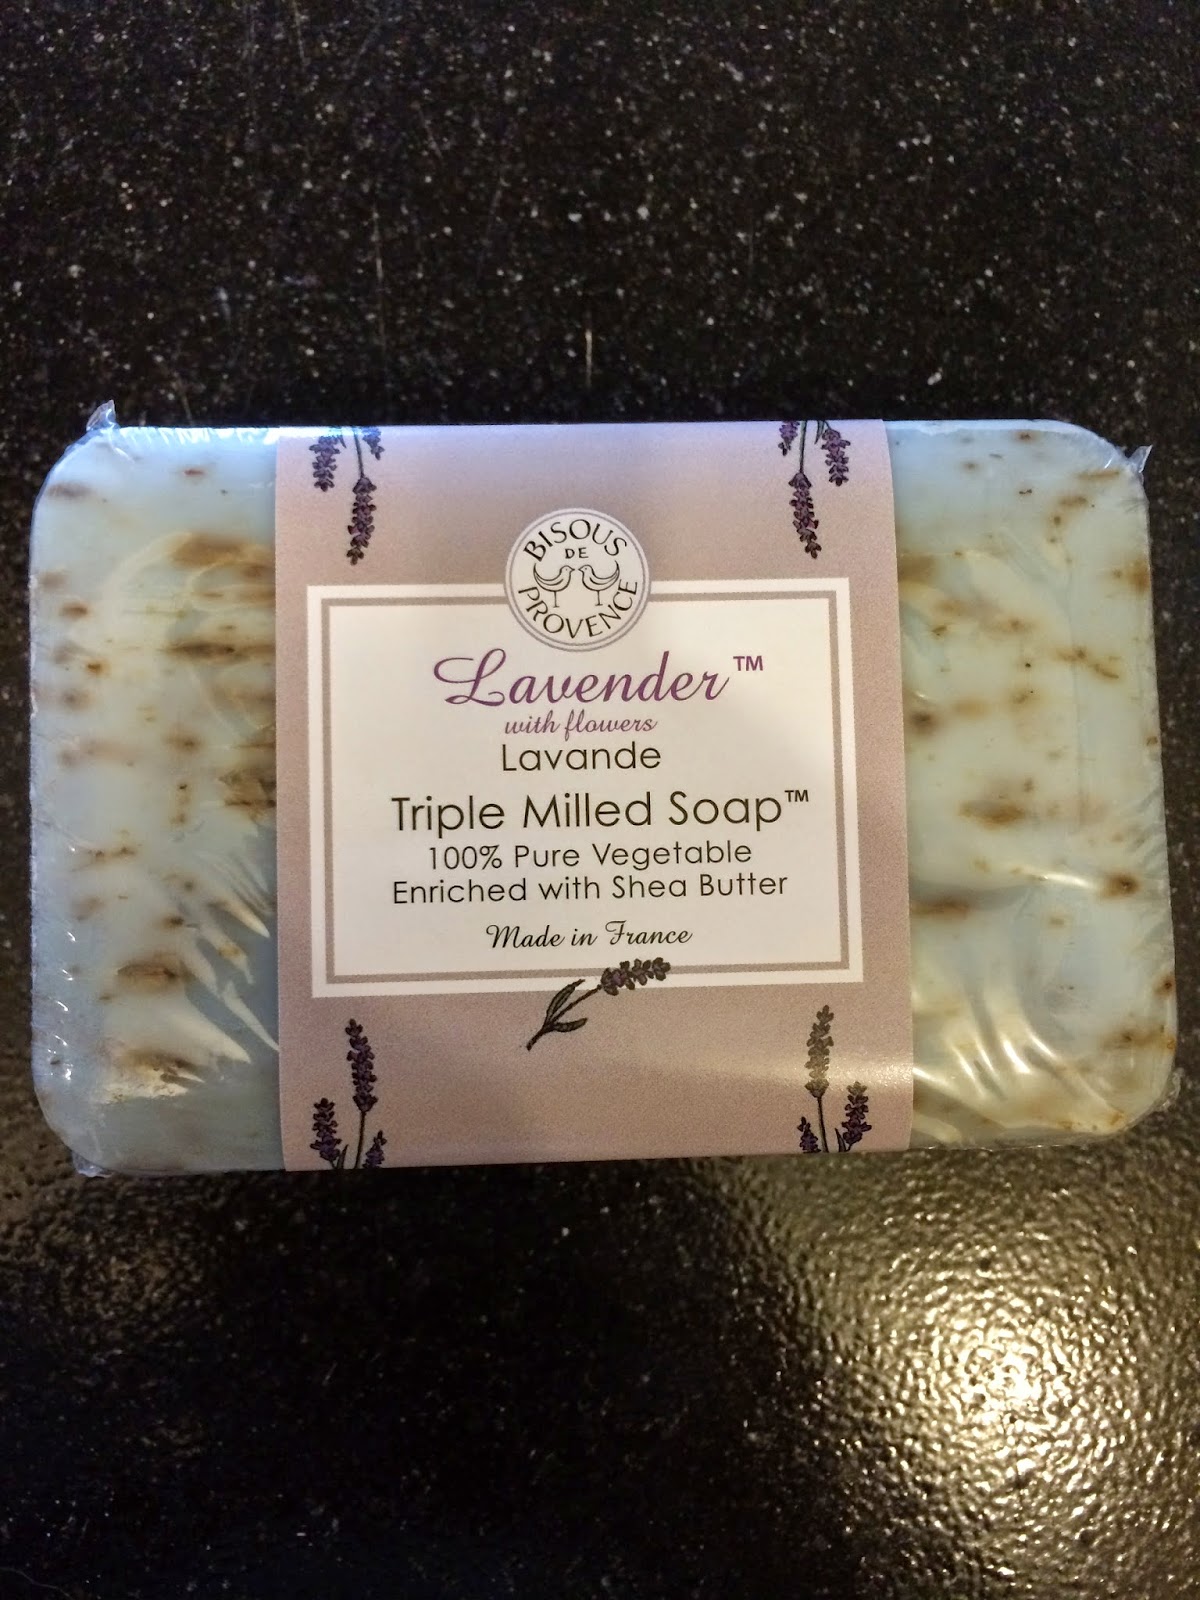 BISOUS
DE
PROVENCE
Lavender™
with flowers
Lavande
Triple Milled Soap™
100% Pure Vegetable
Enriched with Shea Butter
Made in France